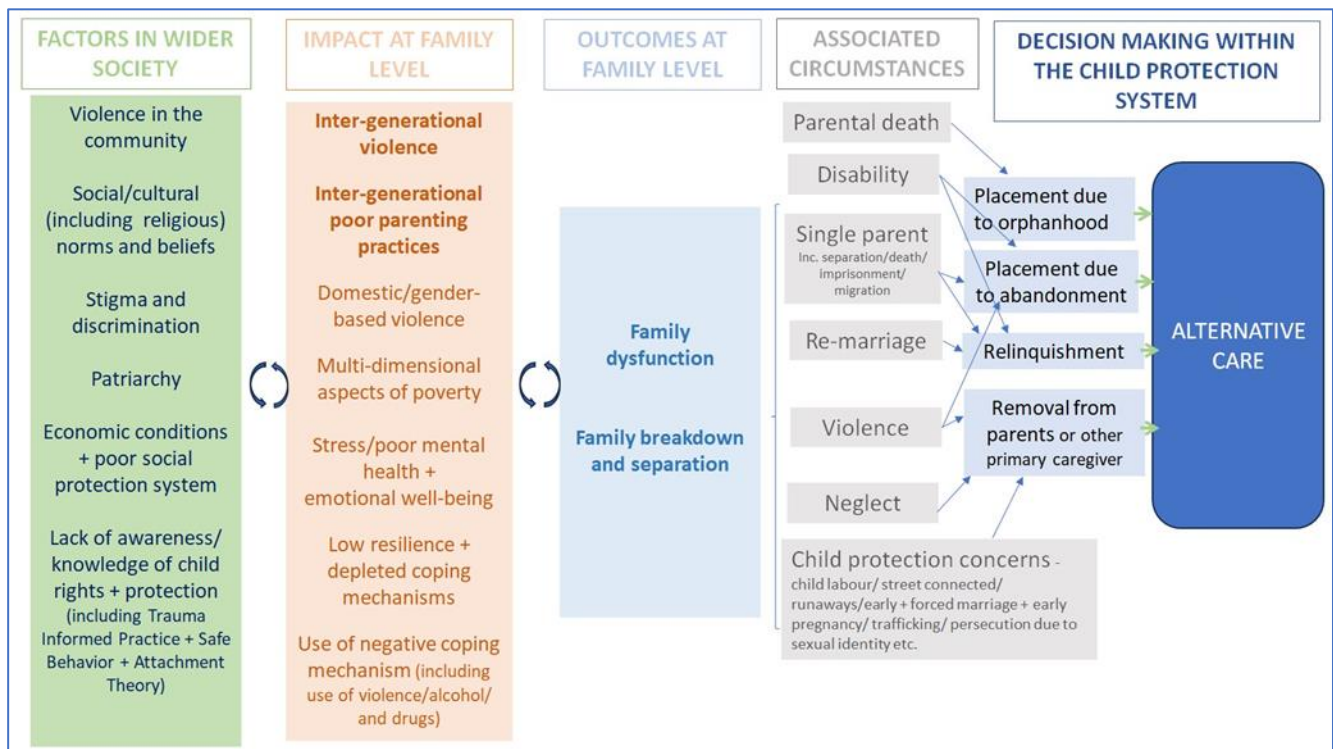 FACTORS IN WIDER
SOCIETY
Violence in the
community
Social/cultural
(including religious)
norms and beliefs
Stigma and
discrimination
Patriarchy
Economic conditions
+ poor social
protection system
Lack of awareness/
knowledge of child
rights + protection
(including Trauma
Informed Practice + Safe
Behavior + Attachment
Theory)
IMPACT AT FAMILY
LEVEL
Inter-generational
violence
Inter-generational
poor parenting
practices
Domestic/gender-
based violence
Multi-dimensional
aspects of poverty
Stress/poor mental
health +
emotional well-being
Low resilience +
depleted coping
mechanisms
Use of negative coping
mechanism (including
use of violence/alcohol/
and drugs)
OUTCOMES AT
FAMILY LEVEL
Family
dysfunction
Family breakdown
and separation
ASSOCIATED
CIRCUMSTANCES
Parental death
Disability
Single parent
Inc. separation/death/
imprisonment/
migration
Re-marriage
Violence
Neglect
Child protection concerns -
child labour/ street connected/
runaways/early + forced marriage + early
pregnancy/ trafficking/ persecution due to
sexual identity etc.
DECISION MAKING WITHIN
THE CHILD PROTECTION
SYSTEM
Placement due
to orphanhood
Placement due
to abandonment
Relinquishment
Removal from
parents or other
primary caregiver
ALTERNATIVE
CARE